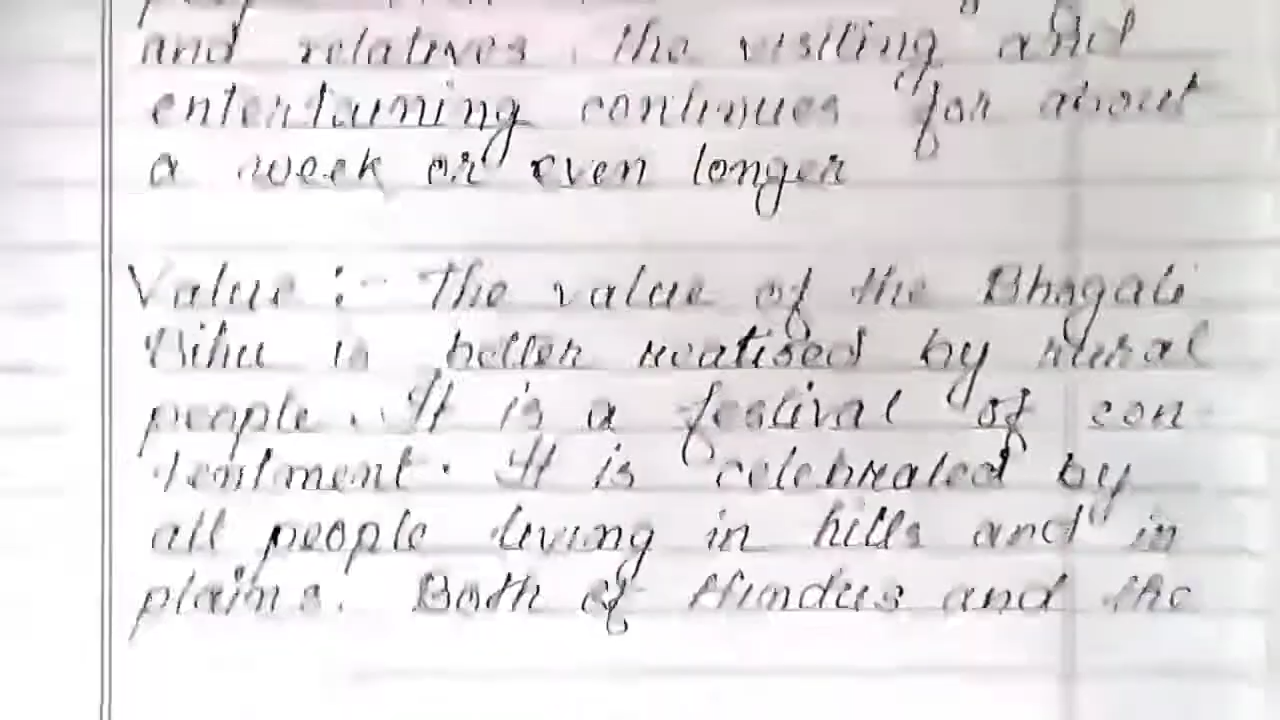 and relatives. The visiting and
entertaining continues for about
a week or even longer
Value :- The value of the Bhogali
Bihu is better realised by rural
people. It is a festival of con-
tentment. It is celebrated by
all people living in hills and in
plains. Both of Hindus and the